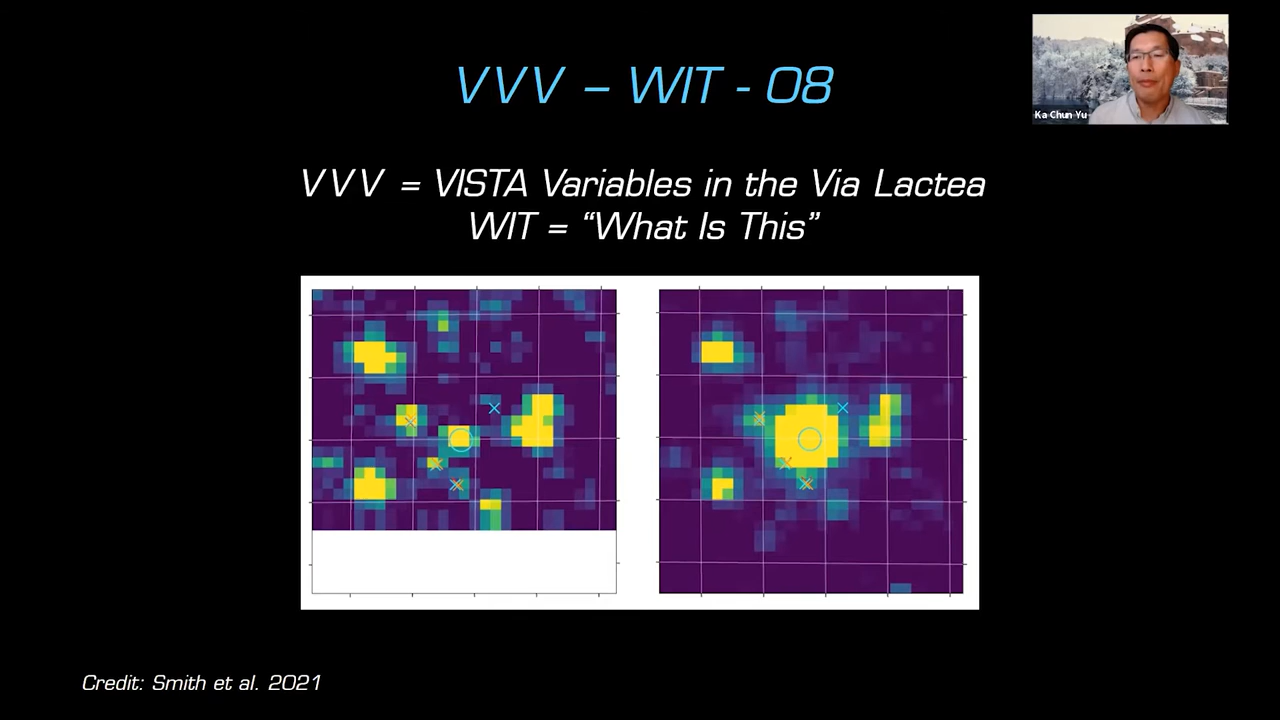 VVV – WIT - 08
Ka Chun Yu
VVV = VISTA Variables in the Via Lactea
WIT = “What Is This”
Credit: Smith et al. 2021